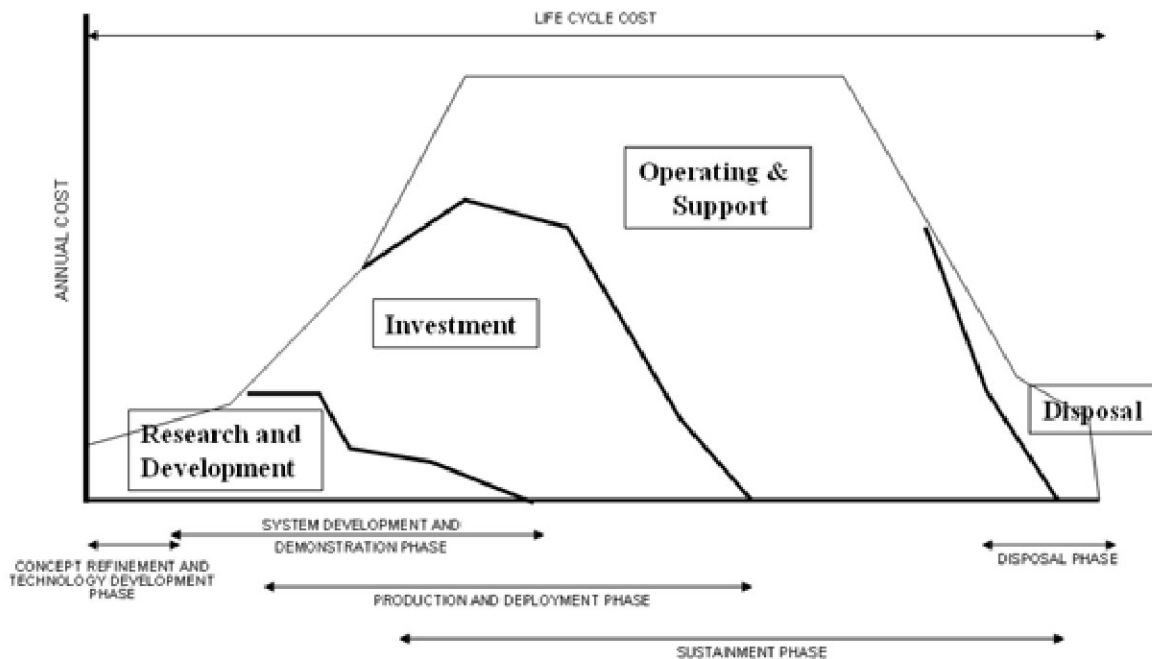 LIFE CYCLE COST
ANNUAL COST
Operating &
Support
Investment
Research and
Development
Disposal
SYSTEM DEVELOPMENT AND
DEMONSTRATION PHASE
CONCEPT REFINEMENT AND
TECHNOLOGY DEVELOPMENT
PHASE
DISPOSAL PHASE
PRODUCTION AND DEPLOYMENT PHASE
SUSTAINMENT PHASE